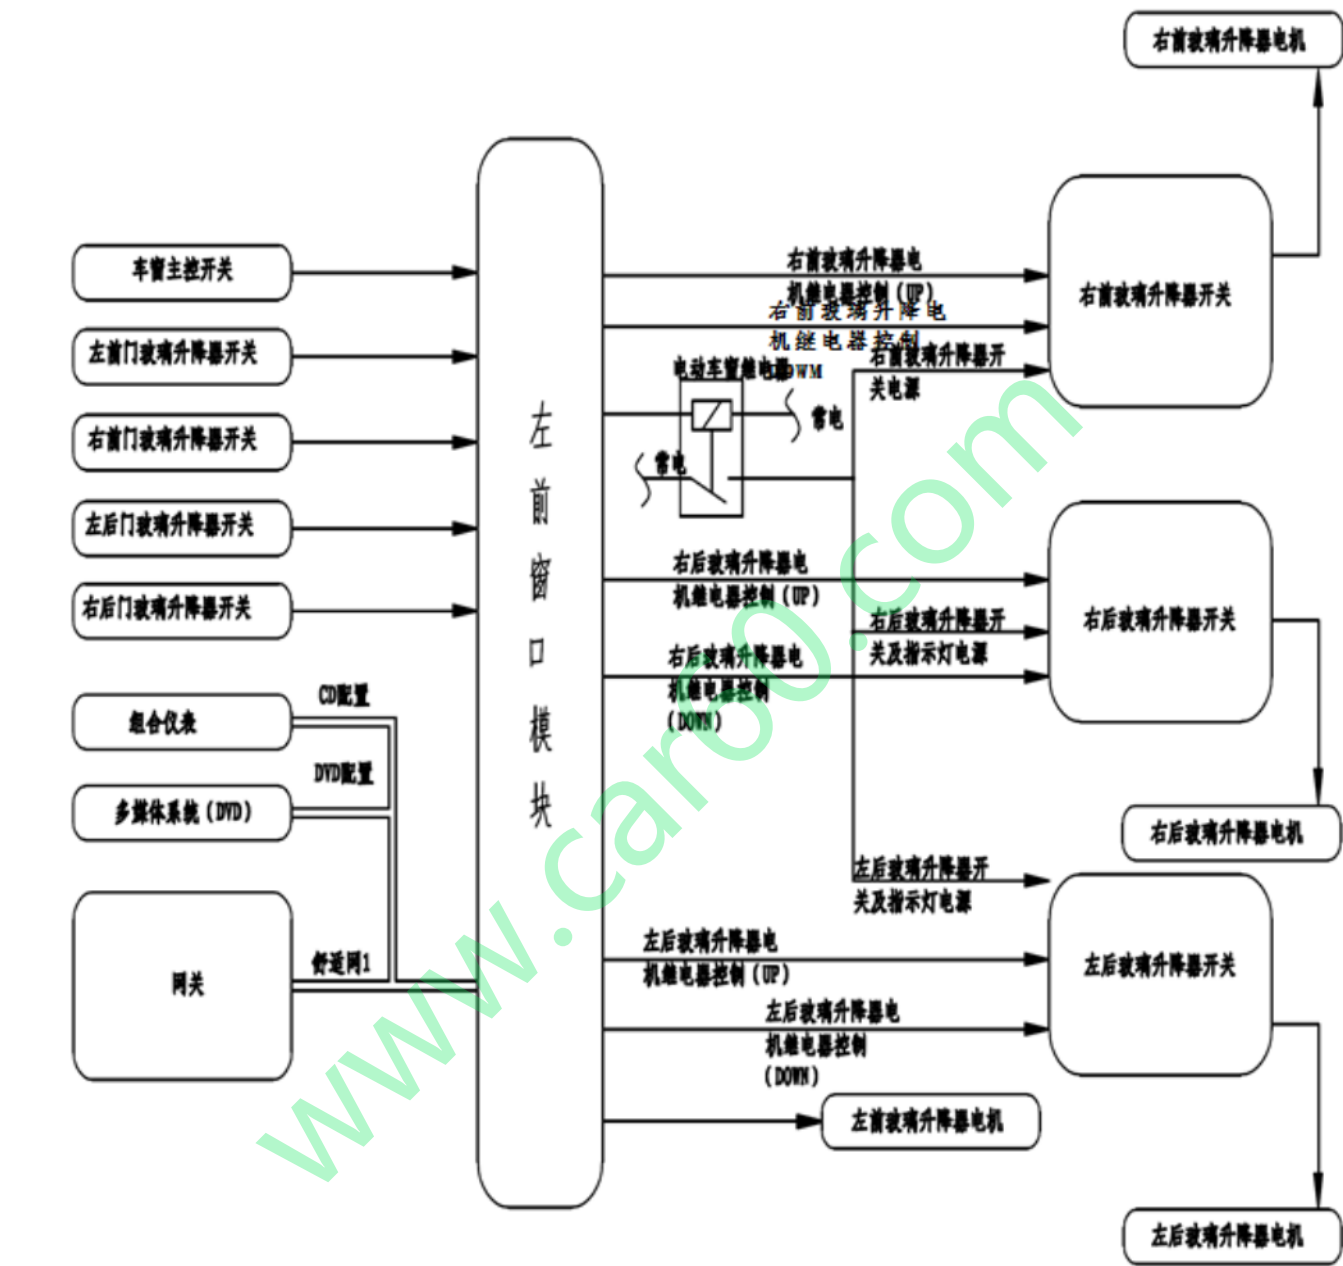 右前玻璃升降器电机
车窗主控开关
左前门玻璃升降器开关
右前门玻璃升降器开关
左后门玻璃升降器开关
右后门玻璃升降器开关
组合仪表
CD配置
DVD配置
多媒体系统(DVD)
网关
舒适网1
左
前
窗
口
模
块
右前玻璃升降器电
机继电器控制(UP)
右前玻璃升降电
机继电器控制
右前玻璃升降器开
关电源
电动车窗继电器
常电
常电
右前玻璃升降器开关
右后玻璃升降器电
机继电器控制(UP)
右后玻璃升降器开
关及指示灯电源
右后玻璃升降器电
机继电器控制
(DOWN)
右后玻璃升降器开关
右后玻璃升降器电机
左后玻璃升降器开
关及指示灯电源
左后玻璃升降器电
机继电器控制(UP)
左后玻璃升降器电
机继电器控制
(DOWN)
左后玻璃升降器开关
左前玻璃升降器电机
左后玻璃升降器电机
www.car60.com